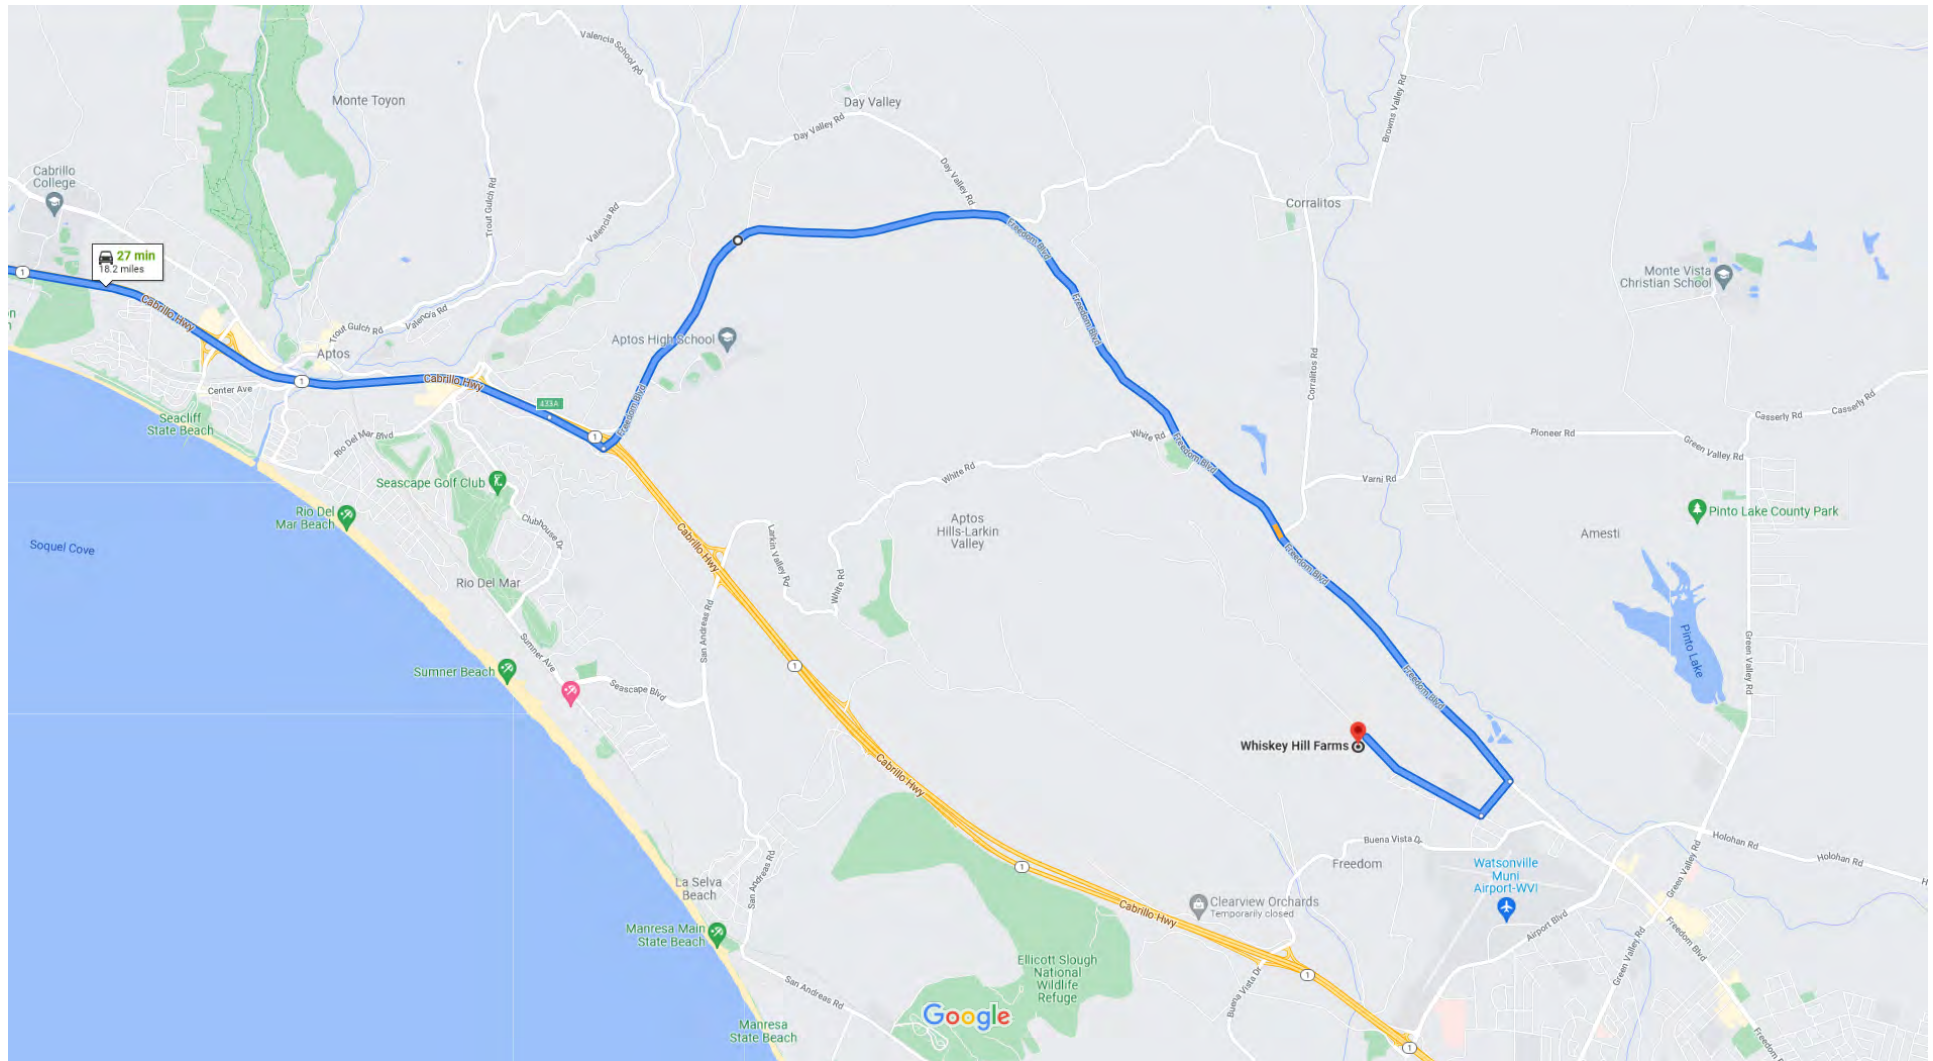 Valencia School Rd
Monte Toyon
Day Valley
Day Valley Rd
Browns Valley Rd
Cabrillo
College
Trout Gulch Rd
Valencia Rd
Day Valley Rd
Corralitos
27 min
18.2 miles
1
Cabrillo Hwy
Freedom Blvd
Monte Vista
Christian School
Trout Gulch Rd
Valencia Rd
Aptos High School
Freedom Blvd
Aptos
1
Center Ave
Cabrillo Hwy
433A
Freedom Blvd
Corralitos Rd
Casserly Rd
Casserly Rd
Seacliff
State Beach
Rio Del Mar Blvd
1
White Rd
Pioneer Rd
Green Valley Rd
Freedom Blvd
White Rd
Varni Rd
Seascape Golf Club
Rio Del
Mar Beach
Clubhouse Dr
Pinto Lake County Park
Soquel Cove
Cabrillo Hwy
Larkin Valley Rd
Aptos
Hills-Larkin
Valley
Amesti
Freedom Blvd
Rio Del Mar
White Rd
San Andreas Rd
Sumner Ave
Pinto Lake
Green Valley Rd
Sumner Beach
1
Seascape Blvd
Freedom Blvd
Whiskey Hill Farms
Cabrillo Hwy
Buena Vista D
Freedom
Holohan Rd
Holohan Rd
H
1
Watsonville
Muni
Airport-WVI
La Selva
Beach
San Andreas Rd
Green Valley Rd
Clearview Orchards
Temporarily closed
Cabrillo Hwy
Airport Blvd
Freedom Blvd
Manresa Main
State Beach
Ellicott Slough
National
Wildlife
Refuge
1
Green Valley Rd
San Andreas Rd
Buena Vista Dr
Google
Manresa
State Beach
1